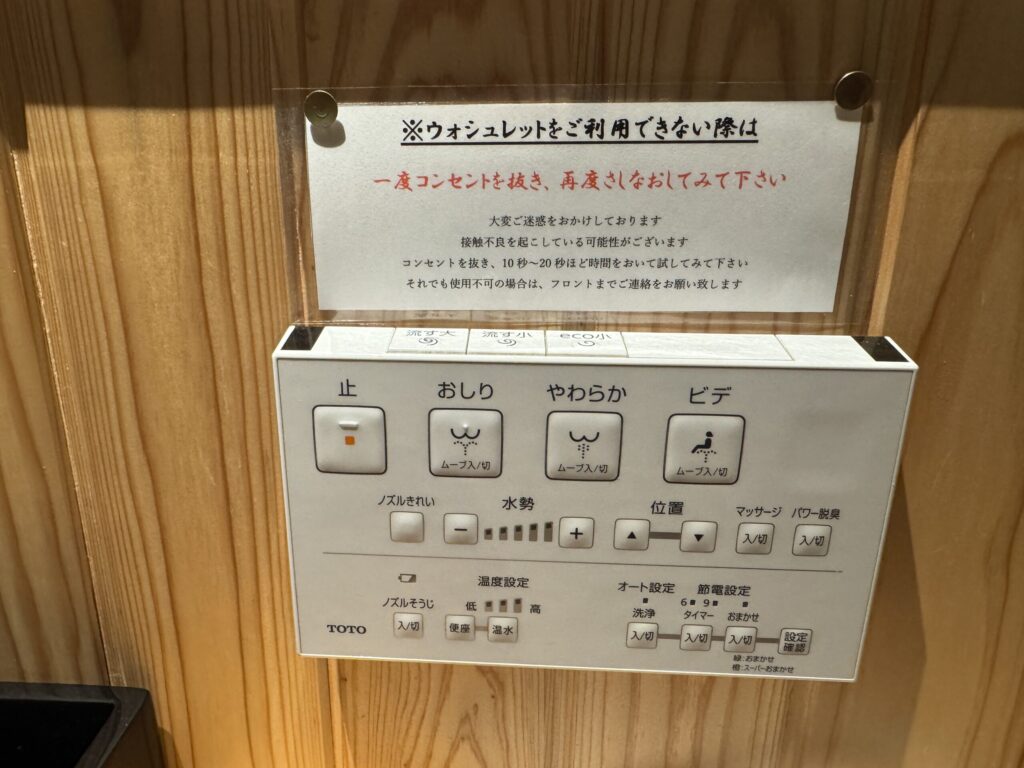 ※ウォシュレットをご利用できない際は
一度コンセントを抜き、再度さしなおしてみて下さい
大変ご迷惑をおかけしております
接触不良を起こしている可能性がございます
コンセントを抜き、10秒～20秒ほど時間をおいて試してみて下さい
それでも使用不可の場合は、フロントまでご連絡をお願い致します
流す大 流す小 eco小
止 おしり やわらか ビデ
ムーブ入/切 ムーブ入/切 ムーブ入/切
ノズルきれい 水勢 位置 マッサージ パワー脱臭
− + ▲ ▼ 入/切 入/切
温度設定 オート設定 節電設定
6 9
ノズルそうじ 低 高 洗浄 タイマー おまかせ
TOTO 入/切 便座 温水 入/切 入/切 入/切 設定
確認
緑:おまかせ
橙:スーパーおまかせ